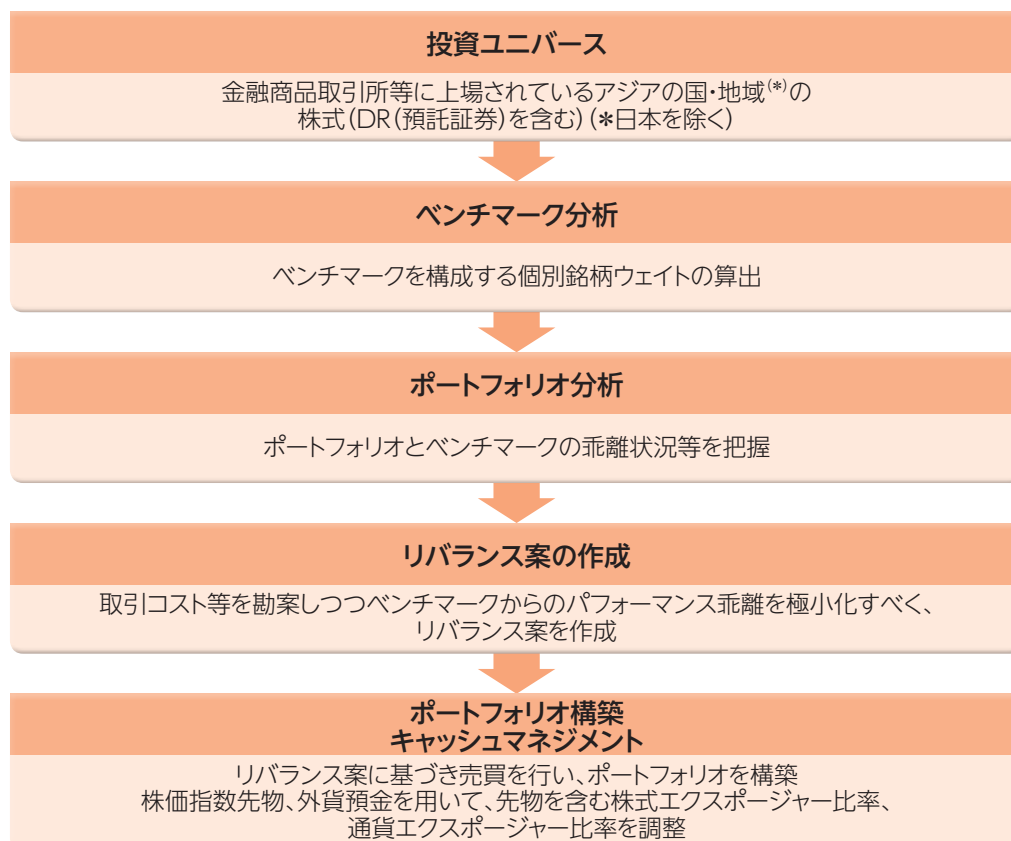 投資ユニバース
金融商品取引所等に上場されているアジアの国・地域(*)の
株式(DR(預託証券)を含む)(*日本を除く)
ベンチマーク分析
ベンチマークを構成する個別銘柄ウェイトの算出
ポートフォリオ分析
ポートフォリオとベンチマークの乖離状況等を把握
リバランス案の作成
取引コスト等を勘案しつつベンチマークからのパフォーマンス乖離を極小化すべく、
リバランス案を作成
ポートフォリオ構築
キャッシュマネジメント
リバランス案に基づき売買を行い、ポートフォリオを構築
株価指数先物、外貨預金を用いて、先物を含む株式エクスポージャー比率、
通貨エクスポージャー比率を調整